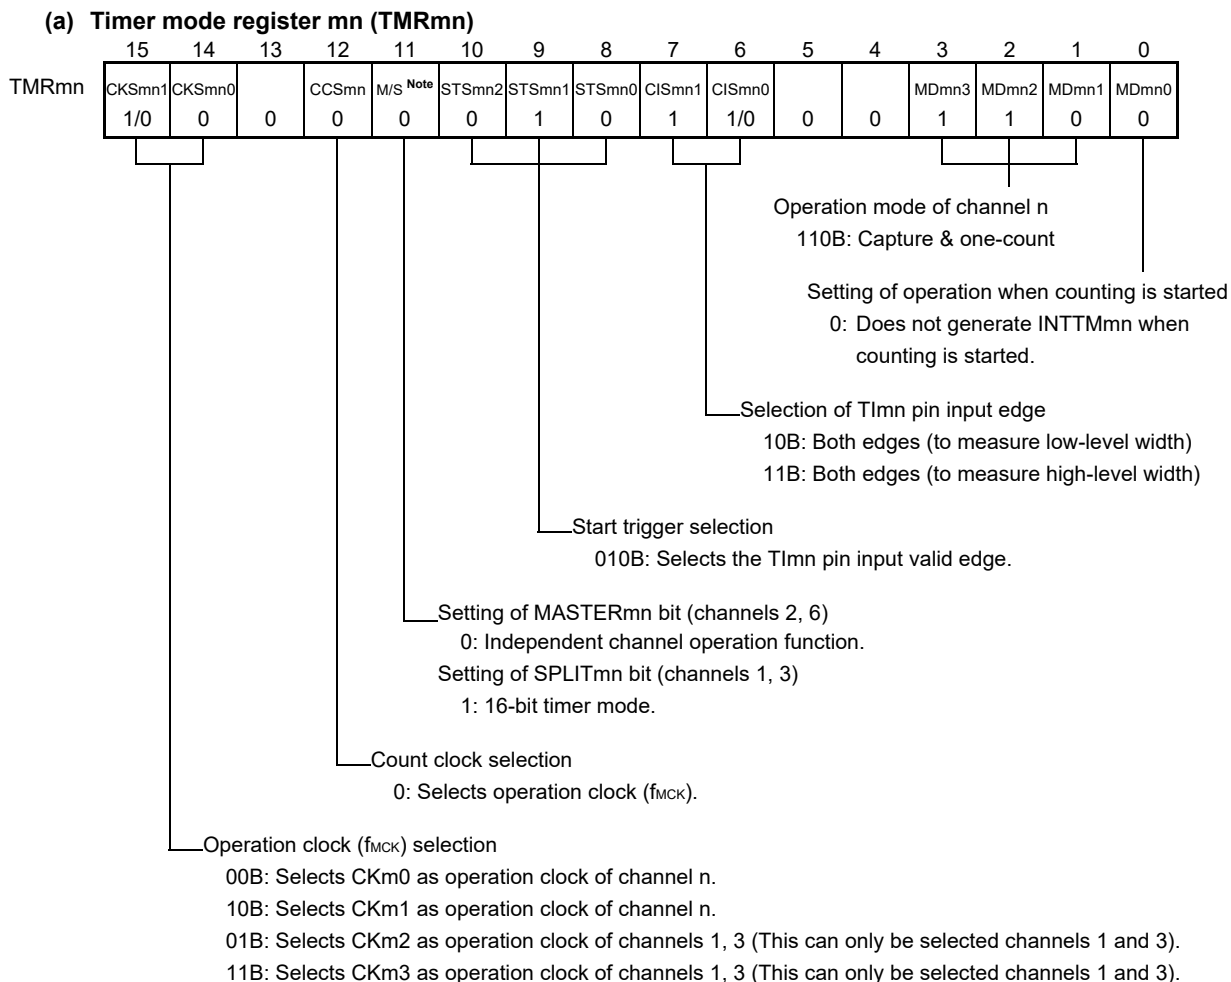 (a) Timer mode register mn (TMRmn)
15 14 13 12 11 10 9 8 7 6 5 4 3 2 1 0
TMRmn CKSmn1 CKSmn0 CCSmn M/S Note STSmn2 STSmn1 STSmn0 CISmn1 CISmn0 MDmn3 MDmn2 MDmn1 MDmn0
1/0 0 0 0 0 0 1 0 1 1/0 0 0 1 1 0 0
Operation mode of channel n
110B: Capture & one-count
Setting of operation when counting is started
0: Does not generate INTTMmn when
counting is started.
Selection of TImn pin input edge
10B: Both edges (to measure low-level width)
11B: Both edges (to measure high-level width)
Start trigger selection
010B: Selects the TImn pin input valid edge.
Setting of MASTERmn bit (channels 2, 6)
0: Independent channel operation function.
Setting of SPLITmn bit (channels 1, 3)
1: 16-bit timer mode.
Count clock selection
0: Selects operation clock (fMCK).
Operation clock (fMCK) selection
00B: Selects CKm0 as operation clock of channel n.
10B: Selects CKm1 as operation clock of channel n.
01B: Selects CKm2 as operation clock of channels 1, 3 (This can only be selected channels 1 and 3).
11B: Selects CKm3 as operation clock of channels 1, 3 (This can only be selected channels 1 and 3).